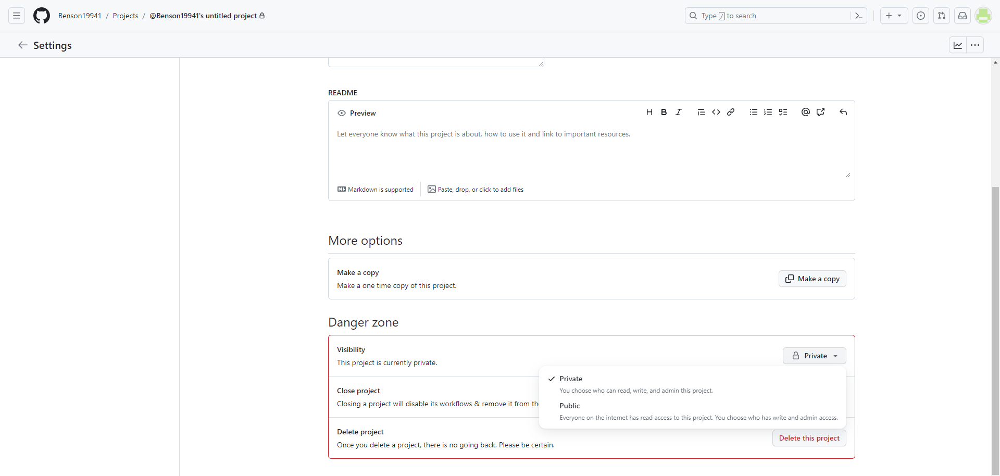 Benson19941 / Projects / @Benson19941's untitled project
Type / to search
Settings
README
Preview
Let everyone know what this project is about, how to use it and link to important resources.
Markdown is supported
Paste, drop, or click to add files
More options
Make a copy
Make a one time copy of this project.
Make a copy
Danger zone
Visibility
This project is currently private.
Private
Private
You choose who can read, write, and admin this project.
Public
Everyone on the internet has read access to this project. You choose who has write and admin access.
Close project
Closing a project will disable its workflows & remove it from
Delete project
Once you delete a project, there is no going back. Please be certain.
Delete this project